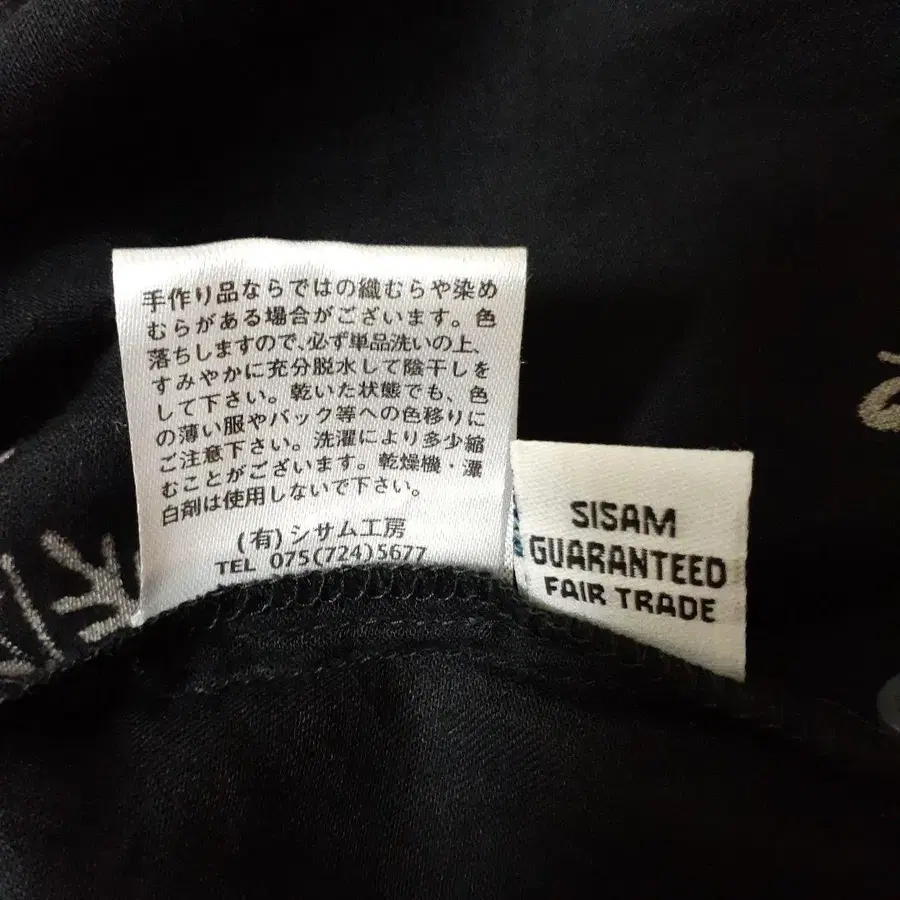 手作り品ならではの織むらや染め
むらがある場合がございます。色
落ちしますので、必ず単品洗いの上、
すみやかに充分脱水して陰干しを
して下さい。乾いた状態でも、色
の薄い服やバック等への色移りに
ご注意下さい。洗濯により多少縮
むことがございます。乾燥機・漂
白剤は使用しないで下さい。
(有)シサム工房
TEL 075(724)5677
SISAM
GUARANTEED
FAIR TRADE